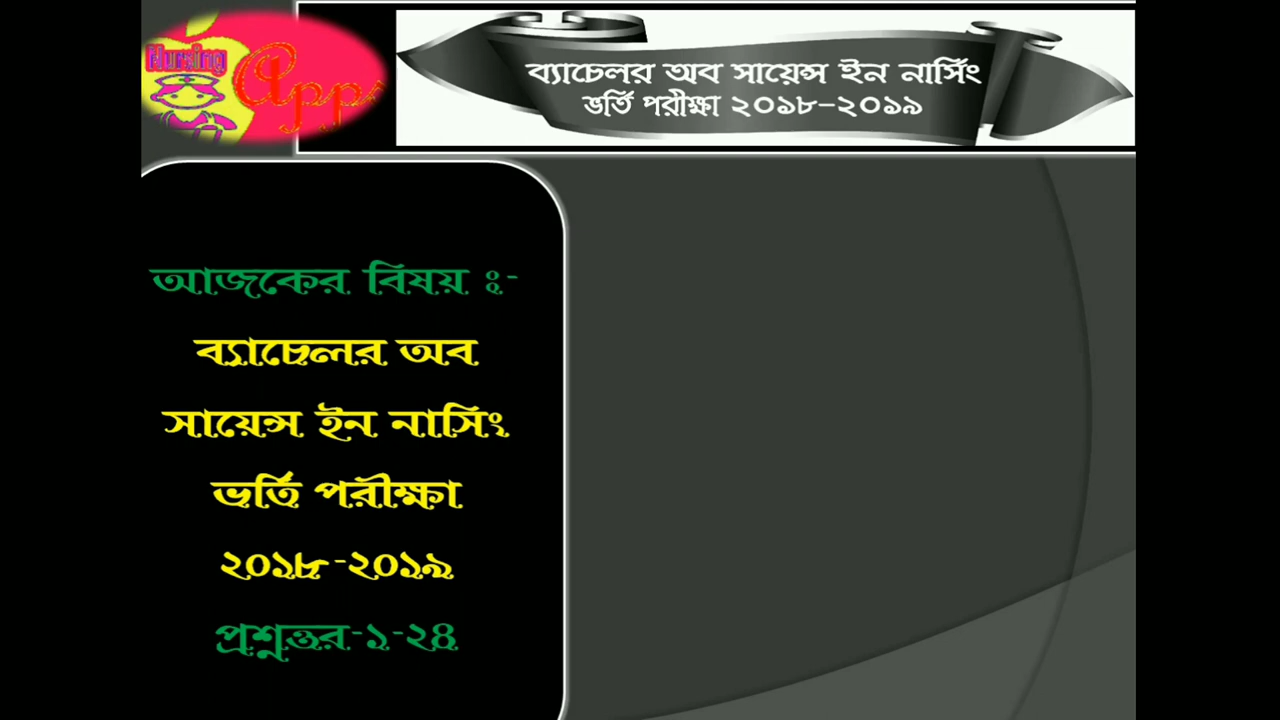 Nursing
Apps
ব্যাচেলর অব সায়েন্স ইন নার্সিং
ভর্তি পরীক্ষা ২০১৮-২০১৯
আজকের বিষয় ঃ-
ব্যাচেলর অব
সায়েন্স ইন নার্সিং
ভর্তি পরীক্ষা
২০১৮-২০১৯
প্রশ্নত্তর-১-২৪